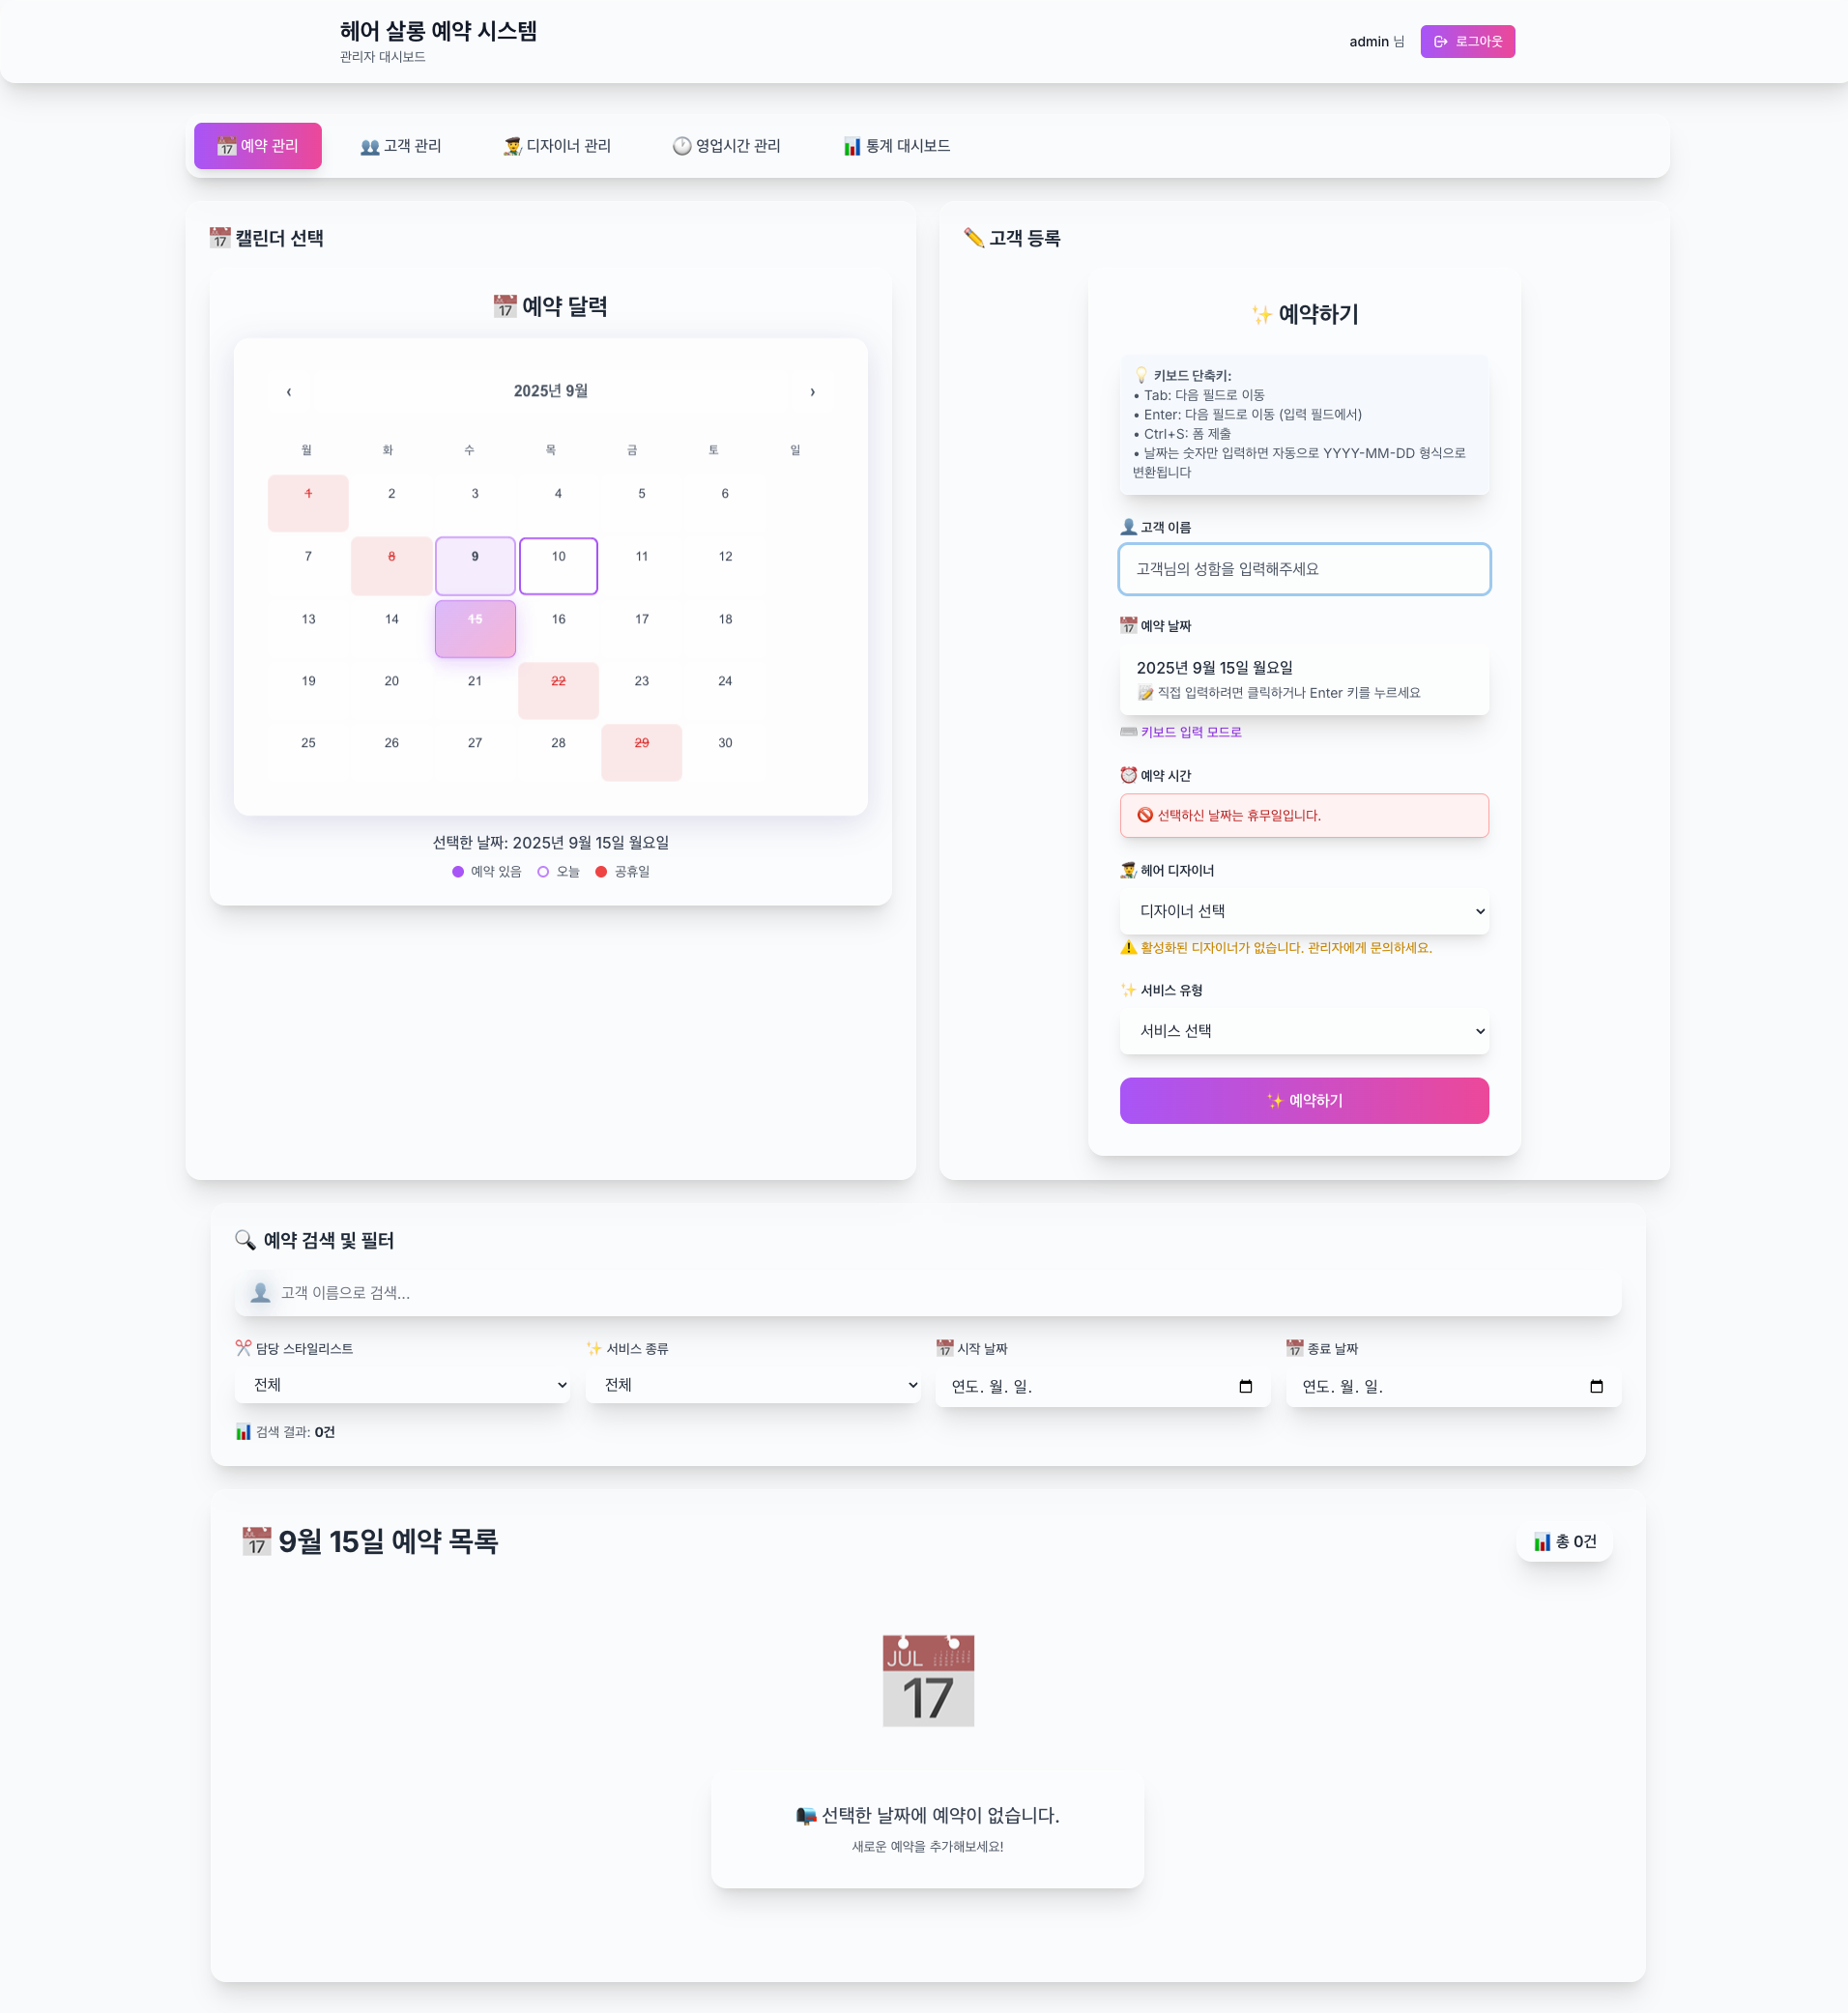 헤어 살롱 예약 시스템
관리자 대시보드
admin 님
로그아웃
📅 예약 관리
👥 고객 관리
👨‍🎨 디자이너 관리
🕐 영업시간 관리
📊 통계 대시보드
📅 캘린더 선택
📅 예약 달력
‹ 2025년 9월 ›
월 화 수 목 금 토 일
1 2 3 4 5 6
7 8 9 10 11 12
13 14 15 16 17 18
19 20 21 22 23 24
25 26 27 28 29 30
선택한 날짜: 2025년 9월 15일 월요일
예약 있음 오늘 공휴일
✏️ 고객 등록
✨ 예약하기
💡 키보드 단축키:
• Tab: 다음 필드로 이동
• Enter: 다음 필드로 이동 (입력 필드에서)
• Ctrl+S: 폼 제출
• 날짜는 숫자만 입력하면 자동으로 YYYY-MM-DD 형식으로
변환됩니다
👤 고객 이름
고객님의 성함을 입력해주세요
📅 예약 날짜
2025년 9월 15일 월요일
📝 직접 입력하려면 클릭하거나 Enter 키를 누르세요
⌨️ 키보드 입력 모드로
⏰ 예약 시간
🚫 선택하신 날짜는 휴무일입니다.
👨‍🎨 헤어 디자이너
디자이너 선택
⚠️ 활성화된 디자이너가 없습니다. 관리자에게 문의하세요.
✨ 서비스 유형
서비스 선택
✨ 예약하기
🔍 예약 검색 및 필터
👤 고객 이름으로 검색...
✂️ 담당 스타일리스트
✨ 서비스 종류
📅 시작 날짜
📅 종료 날짜
전체
전체
연도. 월. 일.
연도. 월. 일.
📊 검색 결과: 0건
📅 9월 15일 예약 목록
📊 총 0건
JUL
17
📭 선택한 날짜에 예약이 없습니다.
새로운 예약을 추가해보세요!